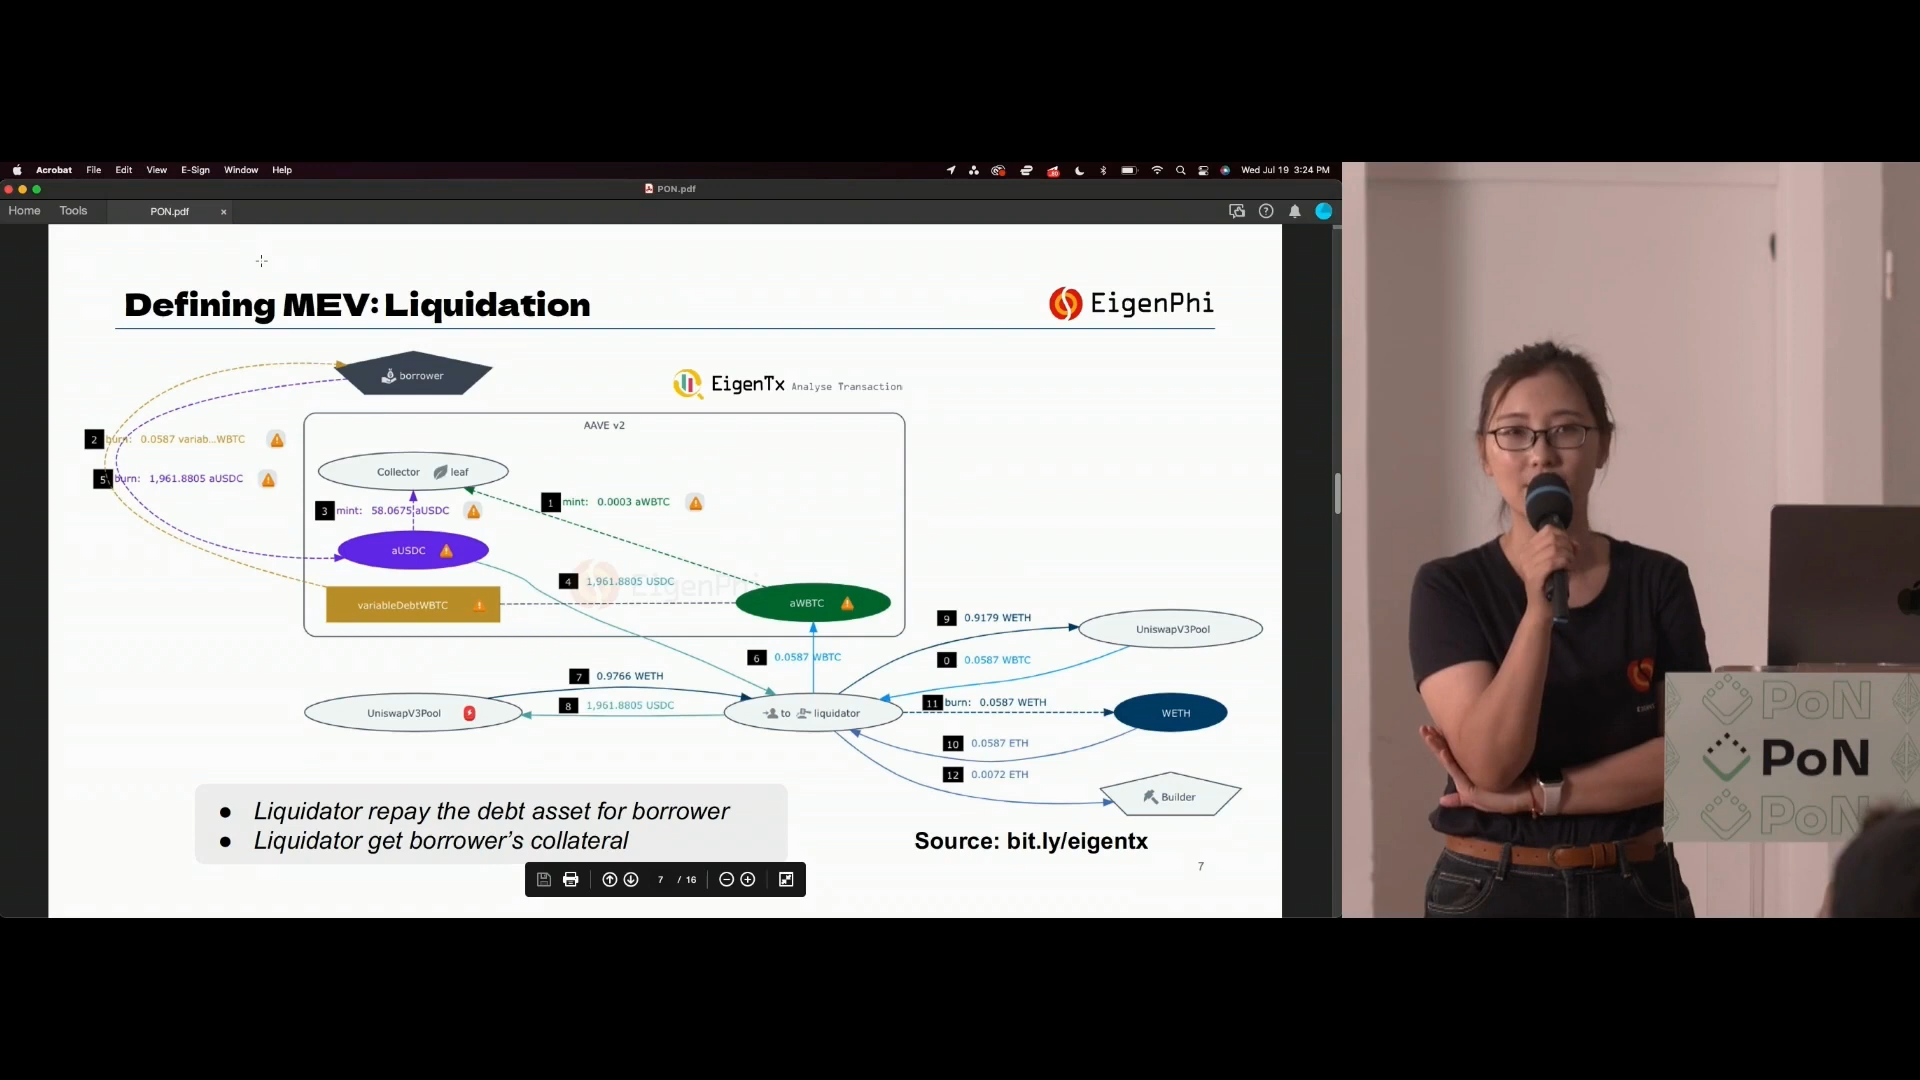 Acrobat File Edit View E-Sign Window Help Wed Jul 19 3:24 PM
PON.pdf
Home Tools PON.pdf ×
Defining MEV: Liquidation
EigenPhi
borrower
EigenTx Analyse Transaction
AAVE v2
2 burn: 0.0587 variab...WBTC
Collector leaf
5 burn: 1,961.8805 aUSDC
1 mint: 0.0003 aWBTC
3 mint: 58.0675 aUSDC
aUSDC
4 1,961.8805 USDC
EigenPhi
variableDebtWBTC
aWBTC
9 0.9179 WETH
UniswapV3Pool
6 0.0587 WBTC
0 0.0587 WBTC
7 0.9766 WETH
8 1,961.8805 USDC
11 burn: 0.0587 WETH
UniswapV3Pool
to liquidator
WETH
10 0.0587 ETH
12 0.0072 ETH
Builder
● Liquidator repay the debt asset for borrower
● Liquidator get borrower's collateral
Source: bit.ly/eigentx
7
7 / 16
PoN
PoN
PoN